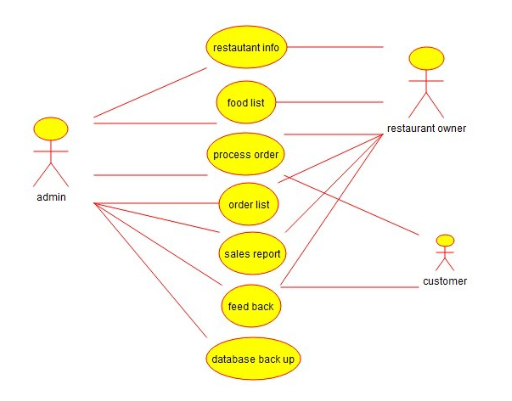 restautant info
food list
restaurant owner
process order
admin
order list
sales report
customer
feed back
database back up